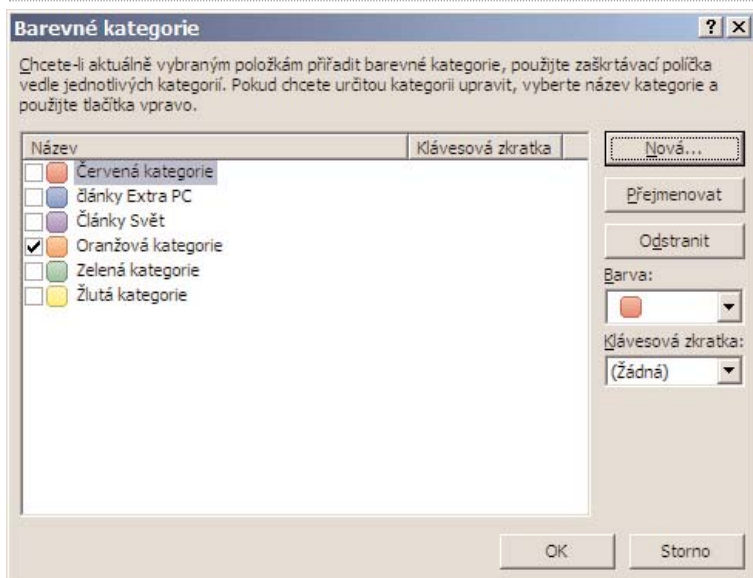 Barevné kategorie
Chcete-li aktuálně vybraným položkám přiřadit barevné kategorie, použijte zaškrtávací políčka
vedle jednotlivých kategorií. Pokud chcete určitou kategorii upravit, vyberte název kategorie a
použijte tlačítka vpravo.
Název Klávesová zkratka
Červená kategorie
články Extra PC
Články Svět
Oranžová kategorie
Zelená kategorie
Žlutá kategorie
Nová...
Přejmenovat
Odstranit
Barva:
Klávesová zkratka:
(Žádná)
OK Storno